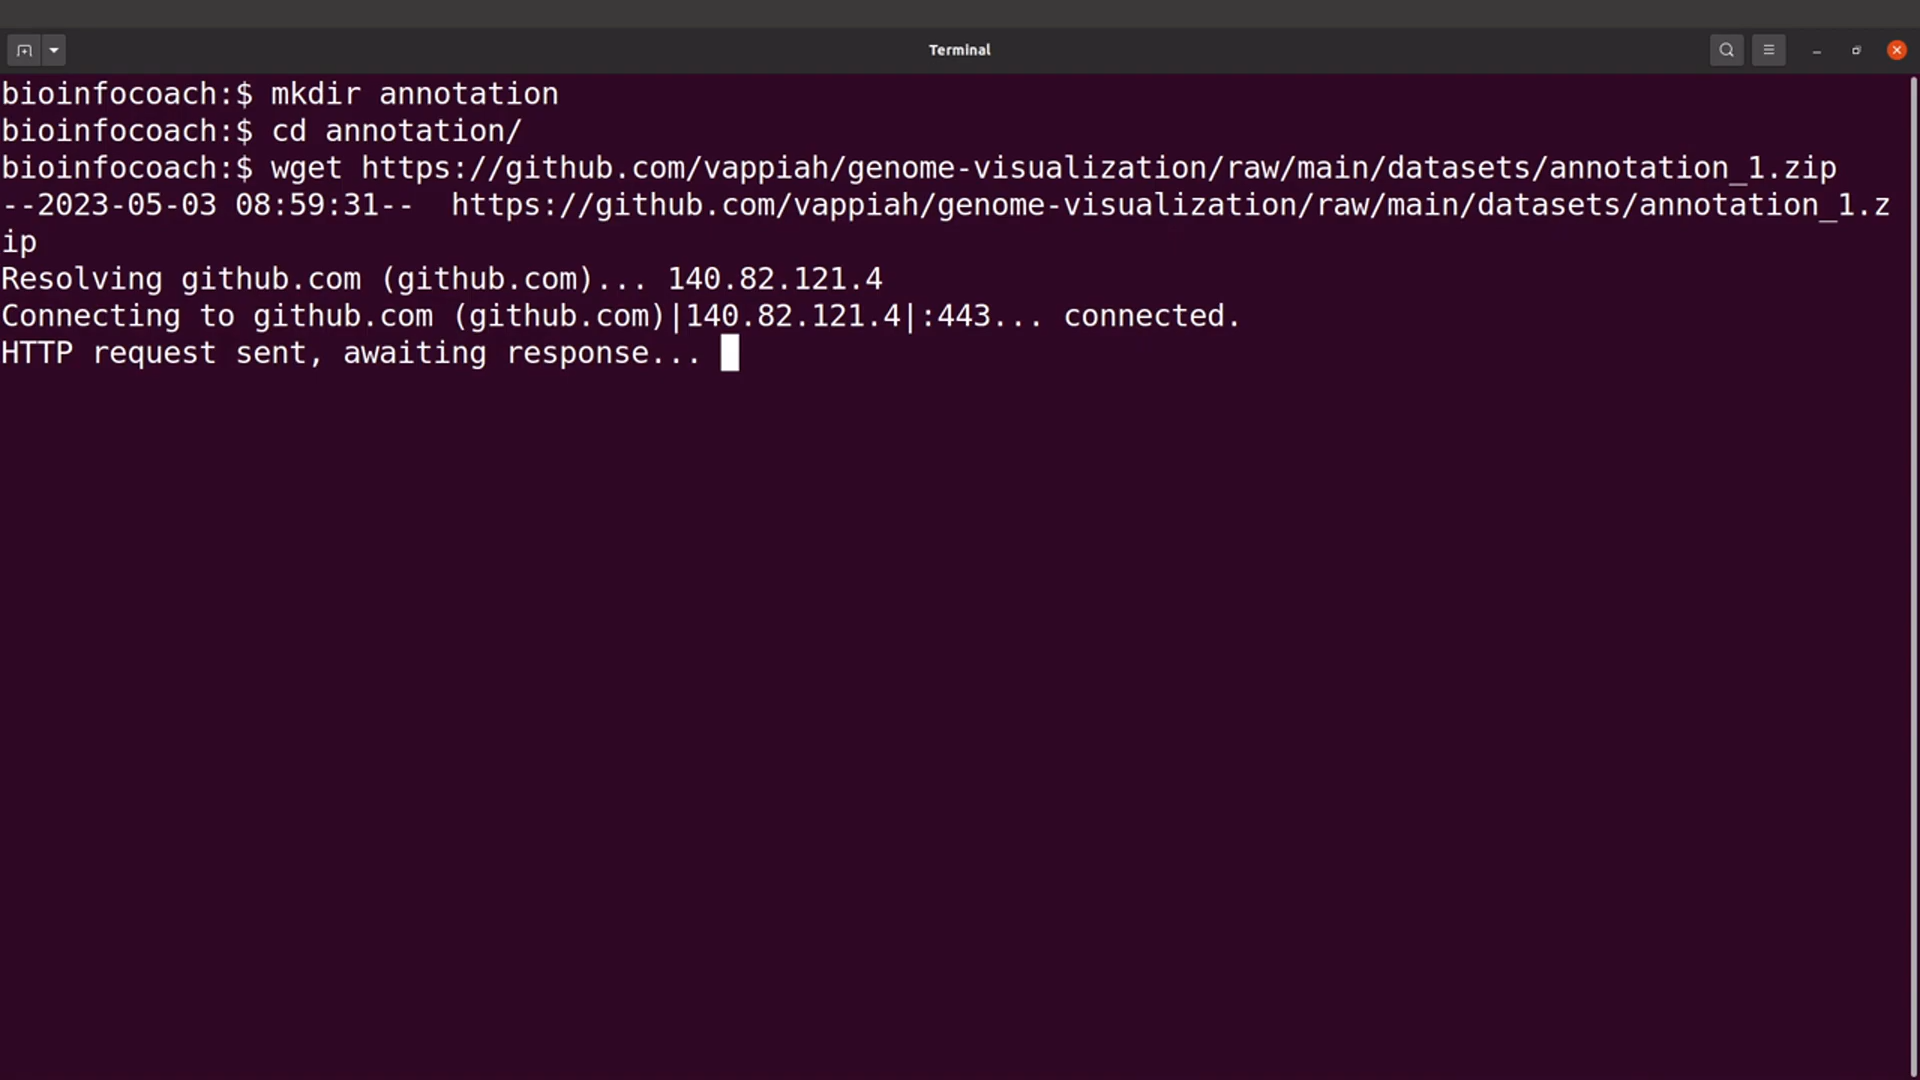 Terminal
bioinfocoach:$ mkdir annotation
bioinfocoach:$ cd annotation/
bioinfocoach:$ wget https://github.com/vappiah/genome-visualization/raw/main/datasets/annotation_1.zip
--2023-05-03 08:59:31--  https://github.com/vappiah/genome-visualization/raw/main/datasets/annotation_1.z
ip
Resolving github.com (github.com)... 140.82.121.4
Connecting to github.com (github.com)|140.82.121.4|:443... connected.
HTTP request sent, awaiting response...